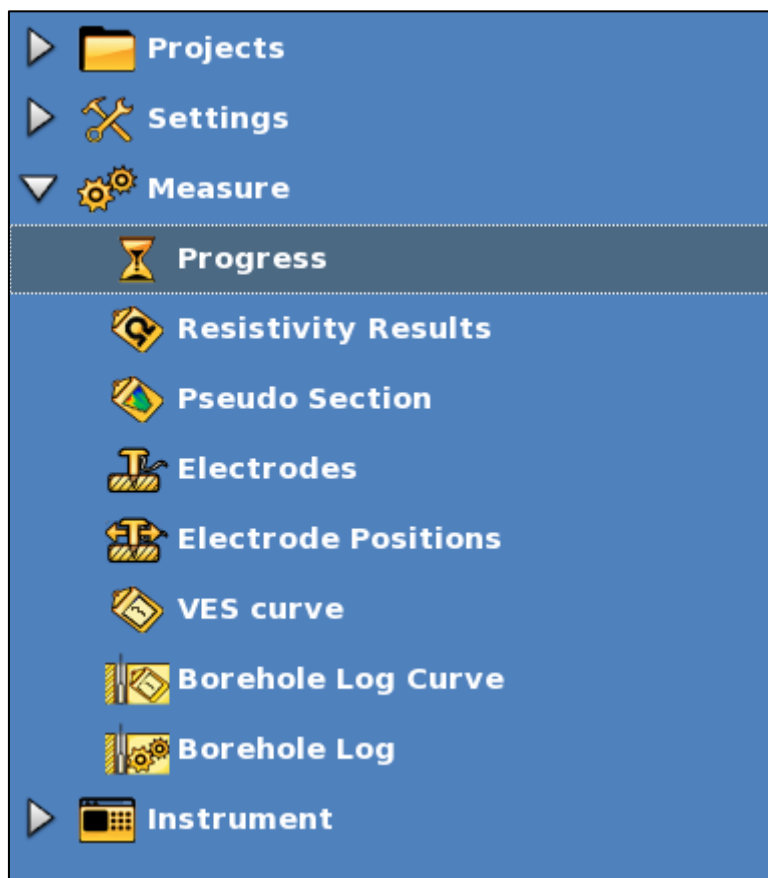 Projects
Settings
Measure
Progress
Resistivity Results
Pseudo Section
Electrodes
Electrode Positions
VES curve
Borehole Log Curve
Borehole Log
Instrument